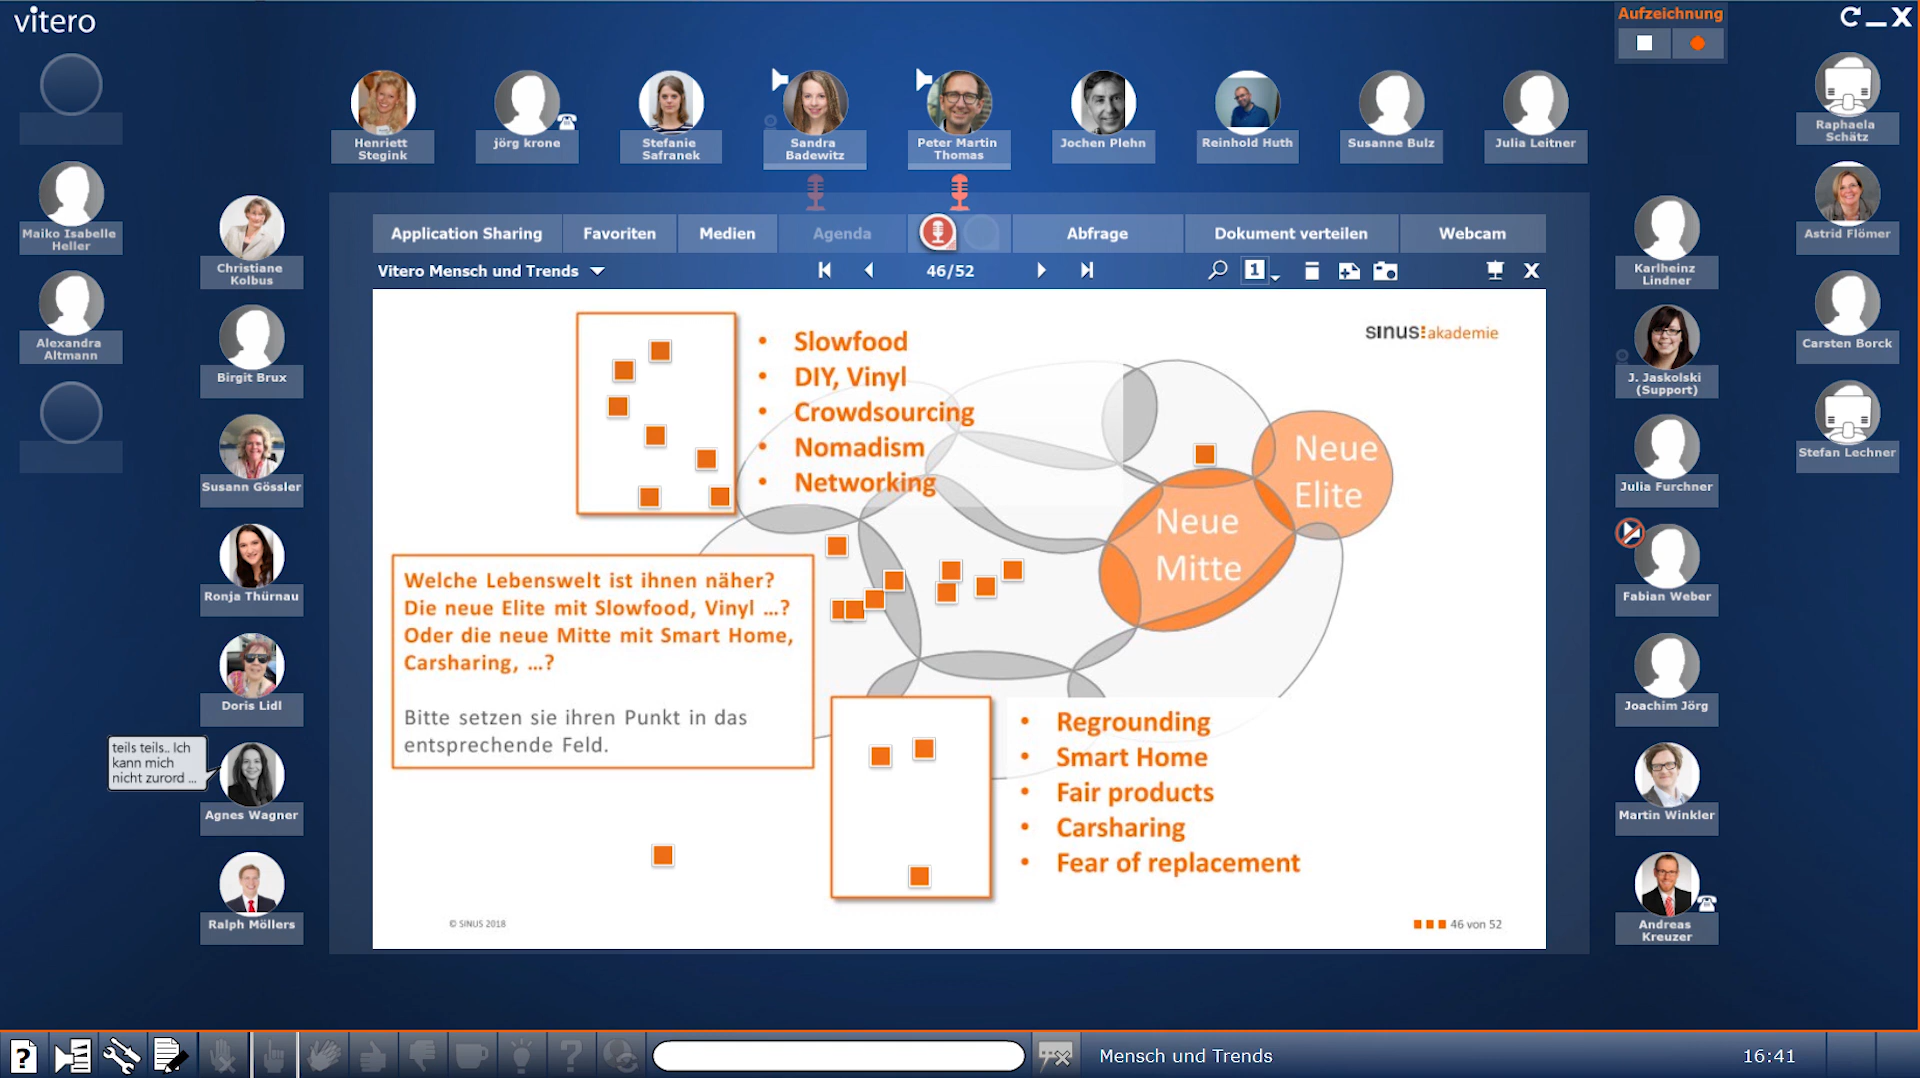 vitero
Aufzeichnung
Henriett
Stegink
jörg krone
Stefanie
Safranek
Sandra
Badewitz
Peter Martin
Thomas
Jochen Plehn
Reinhold Huth
Susanne Bulz
Julia Leitner
Raphaela
Schätz
Maiko Isabelle
Heller
Alexandra
Altmann
Christiane
Kolbus
Birgit Brux
Susann Gössler
Ronja Thürnau
Doris Lidl
teils teils.. Ich
kann mich
nicht zurord ...
Agnes Wagner
Ralph Möllers
Application Sharing
Favoriten
Medien
Agenda
Abfrage
Dokument verteilen
Webcam
Vitero Mensch und Trends
46/52
1
• Slowfood
• DIY, Vinyl
• Crowdsourcing
• Nomadism
• Networking
sinus:akademie
Neue
Elite
Neue
Mitte
Welche Lebenswelt ist ihnen näher?
Die neue Elite mit Slowfood, Vinyl ...?
Oder die neue Mitte mit Smart Home,
Carsharing, ...?
Bitte setzen sie ihren Punkt in das
entsprechende Feld.
• Regrounding
• Smart Home
• Fair products
• Carsharing
• Fear of replacement
© SINUS 2018
46 von 52
Karlheinz
Lindner
J. Jaskolski
(Support)
Julia Furchner
Fabian Weber
Joachim Jörg
Martin Winkler
Andreas
Kreuzer
Astrid Flömer
Carsten Borck
Stefan Lechner
?
?
Mensch und Trends
16:41